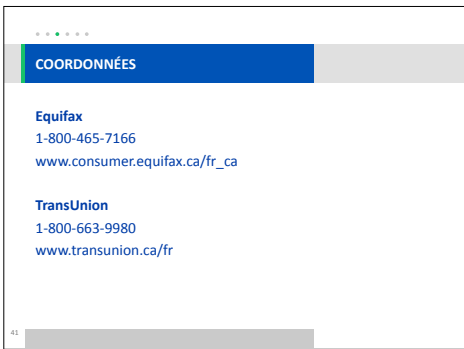 COORDONNÉES
Equifax
1-800-465-7166
www.consumer.equifax.ca/fr_ca
TransUnion
1-800-663-9980
www.transunion.ca/fr
41